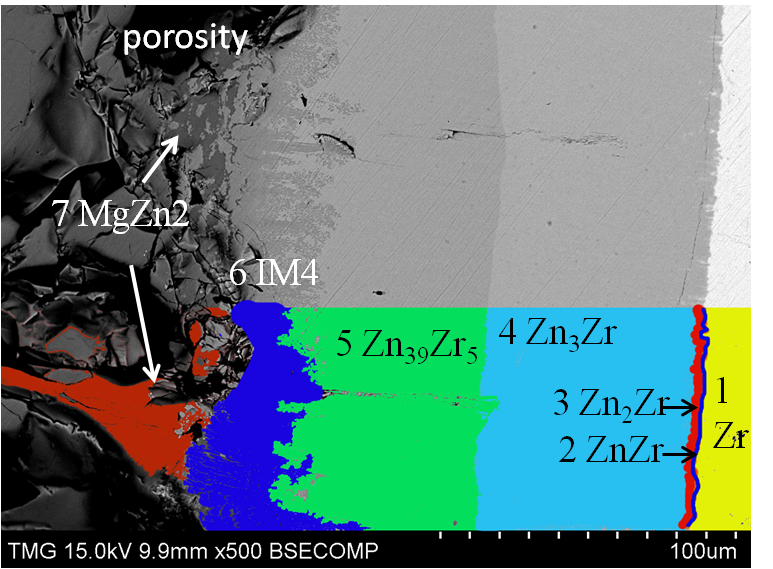 porosity
7 MgZn2
6 IM4
5 Zn39Zr5
4 Zn3Zr
3 Zn2Zr
2 ZnZr
1
Zr
TMG 15.0kV 9.9mm x500 BSECOMP
100um